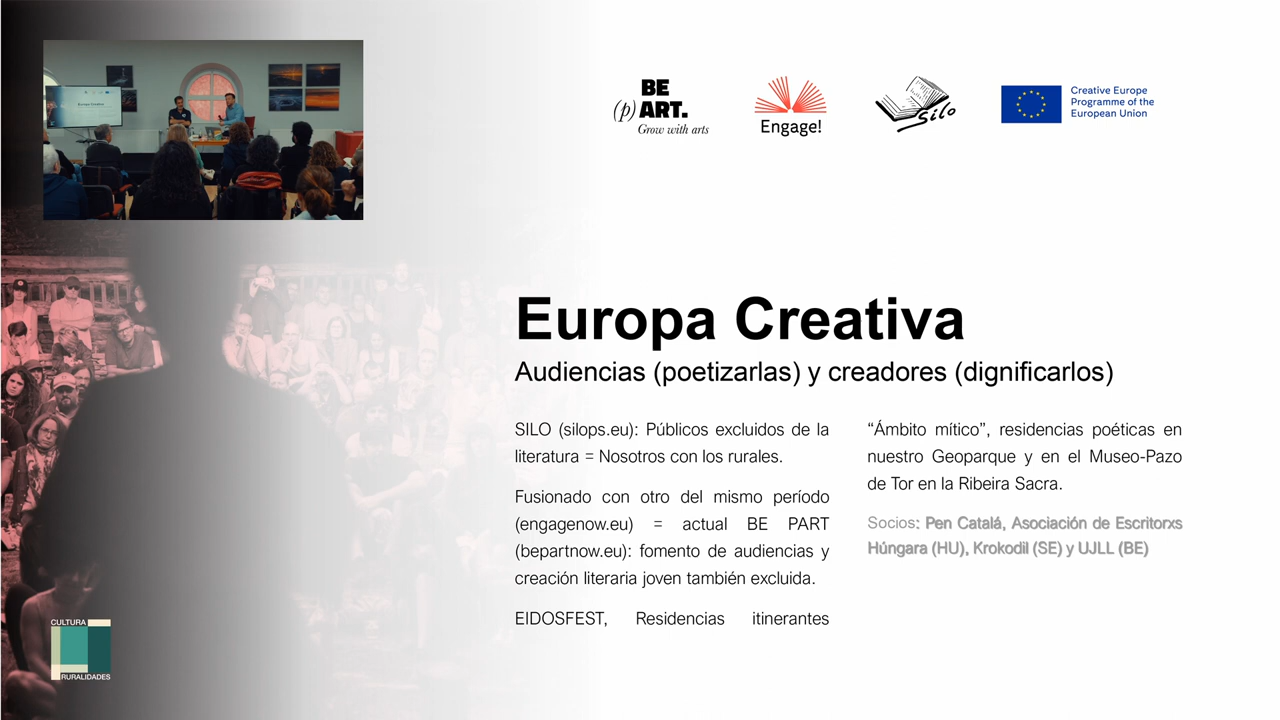 BE
(p) ART.
Grow with arts
Engage!
Silo
Creative Europe
Programme of the
European Union
Europa Creativa
Europa Creativa
Audiencias (poetizarlas) y creadores (dignificarlos)
SILO (silops.eu): Públicos excluidos de la
literatura = Nosotros con los rurales.
Fusionado con otro del mismo período
(engagenow.eu) = actual BE PART
(bepartnow.eu): fomento de audiencias y
creación literaria joven también excluida.
EIDOSFEST, Residencias itinerantes
“Ámbito mítico”, residencias poéticas en
nuestro Geoparque y en el Museo-Pazo
de Tor en la Ribeira Sacra.
Socios: Pen Catalá, Asociación de Escritorxs
Húngara (HU), Krokodil (SE) y UJLL (BE)
CULTURA
RURALIDADES